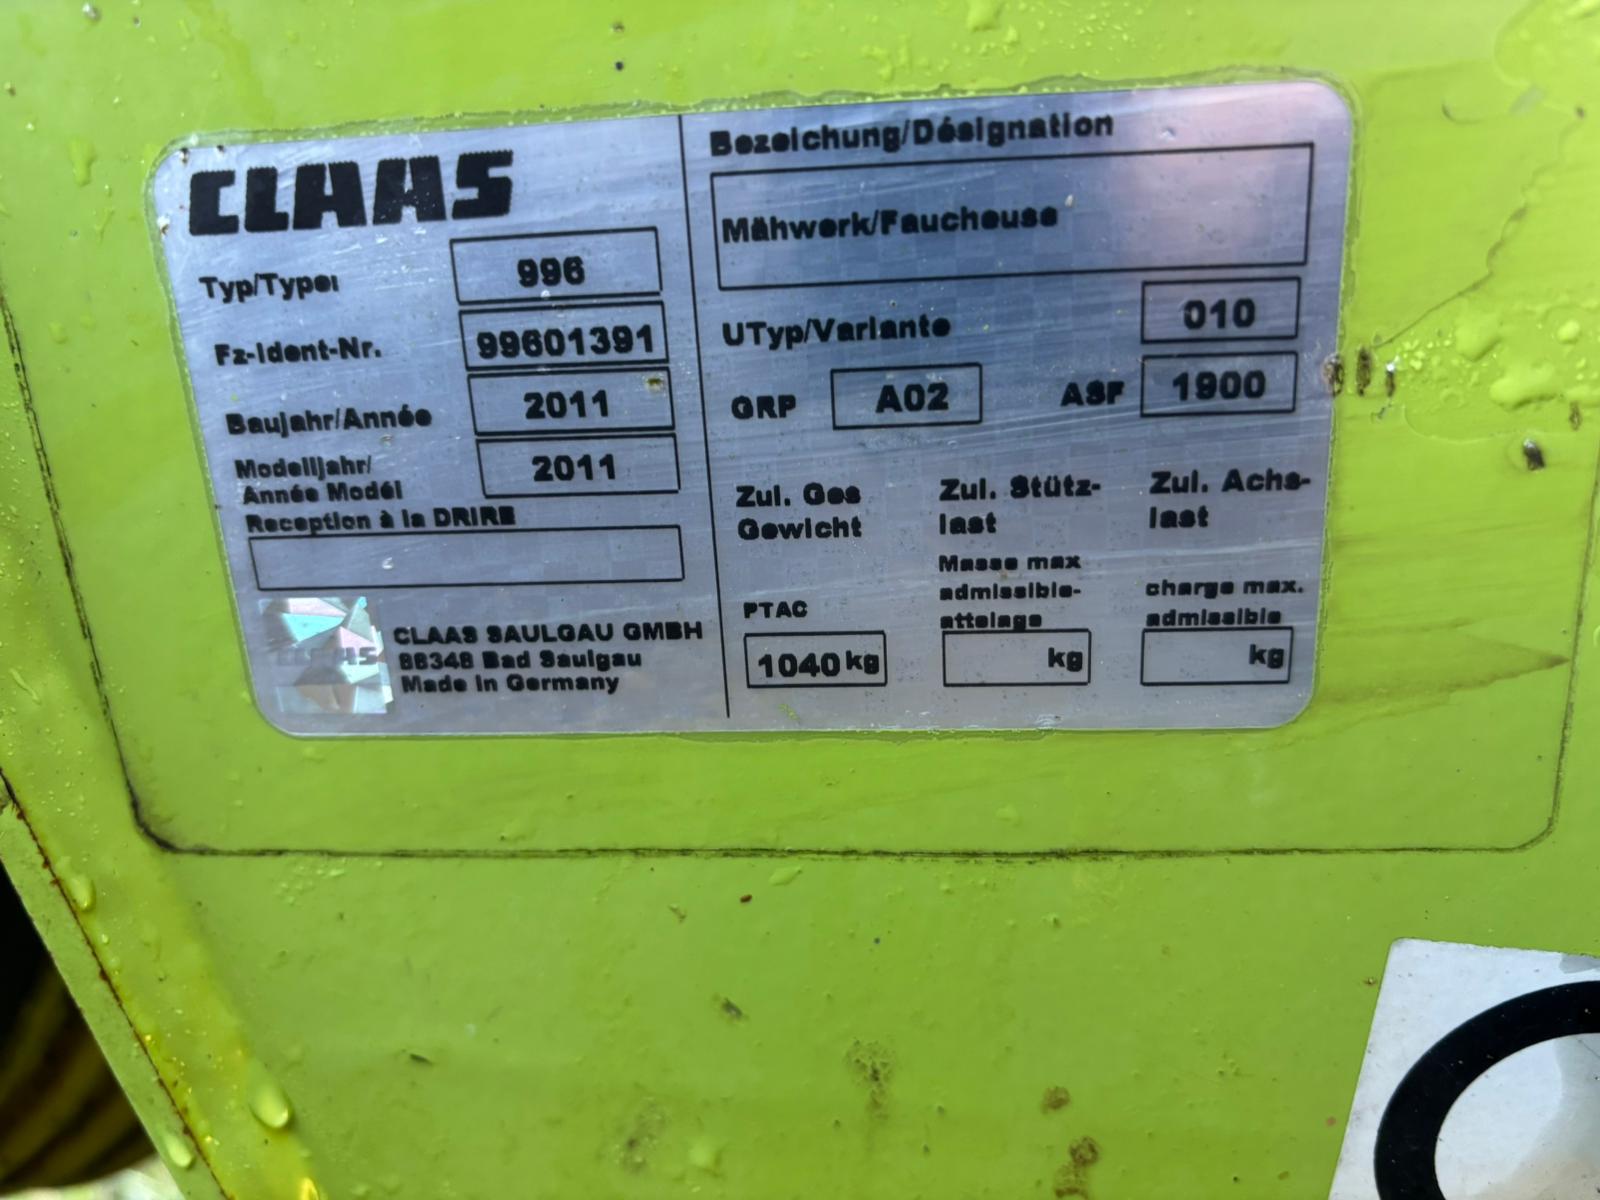 CLAAS
Typ/Type: 996
Fz-Ident-Nr. 99601391
Baujahr/Année 2011
Modelljahr/
Année Modél 2011
Reception à la DRIRE
CLAAS SAULGAU GMBH
88348 Bad Saulgau
Made in Germany
Bezeichung/Désignation
Mähwerk/Faucheuse
UTyp/Variante 010
GRP A02 ASF 1900
Zul. Ges
Gewicht
PTAC
1040 kg
Zul. Stütz-
last
Masse max
admissible-
attelage
kg
Zul. Achs-
last
charge max.
admissible
kg